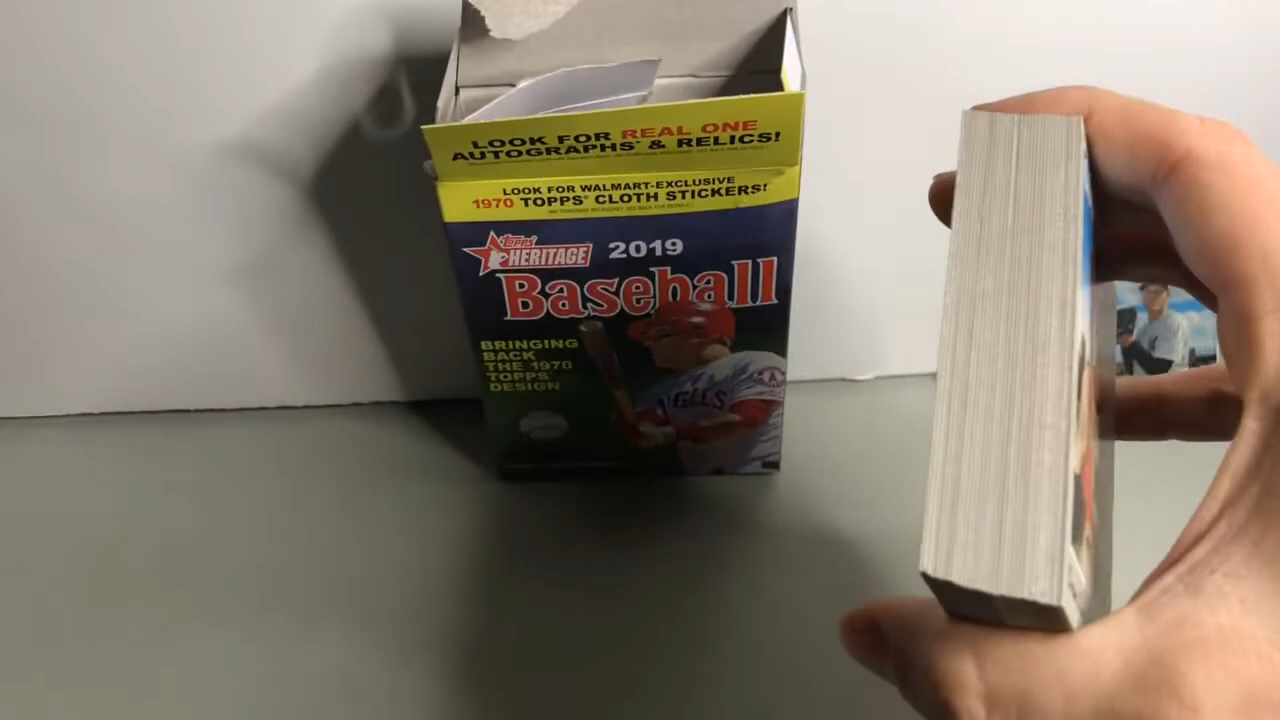 LOOK FOR REAL ONE
AUTOGRAPHS* & RELICS!
LOOK FOR WALMART-EXCLUSIVE
1970 TOPPS® CLOTH STICKERS!
Topps
HERITAGE
2019
Baseball
BRINGING
BACK
THE 1970
TOPPS®
DESIGN